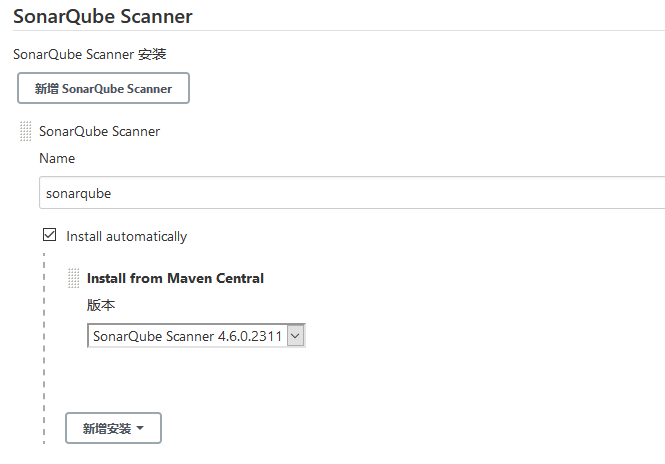 SonarQube Scanner
SonarQube Scanner 安装
新增 SonarQube Scanner
SonarQube Scanner
Name
sonarqube
Install automatically
Install from Maven Central
版本
SonarQube Scanner 4.6.0.2311
新增安装